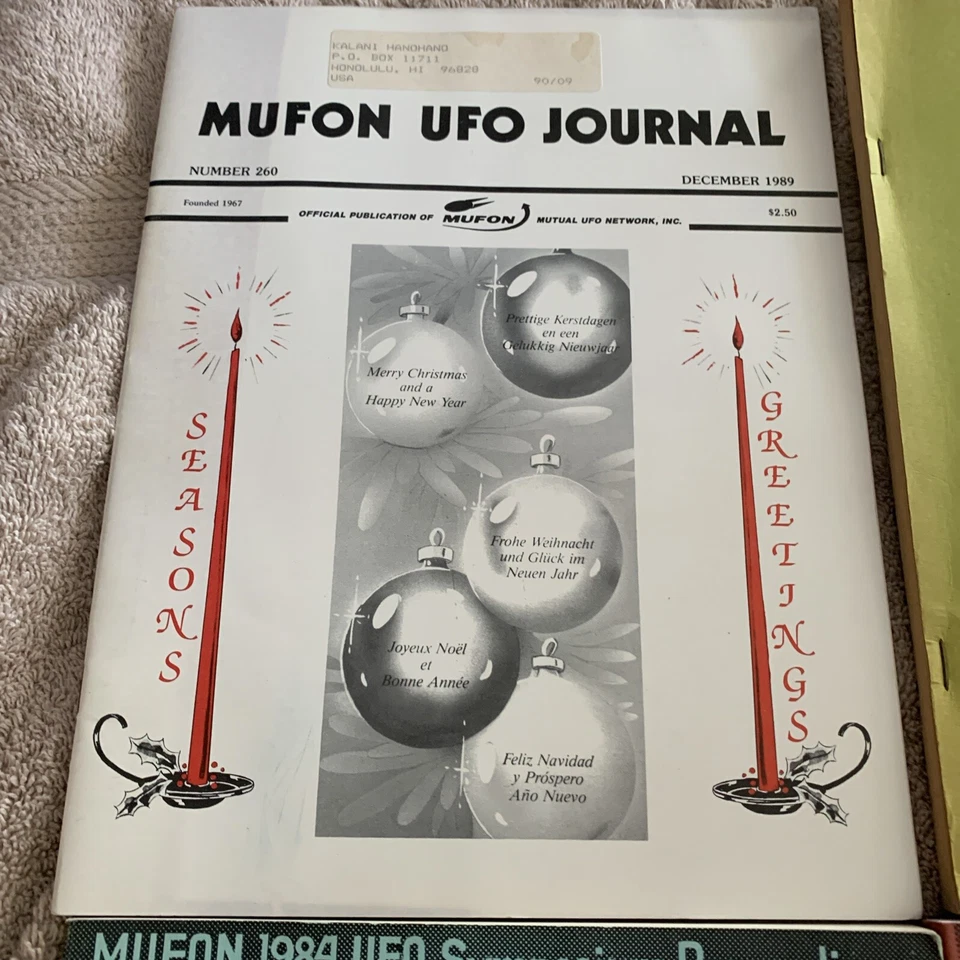 KALANI HANOHANO
P.O. BOX 11711
HONOLULU, HI 96828
USA 90/09
MUFON UFO JOURNAL
NUMBER 260
DECEMBER 1989
Founded 1967
OFFICIAL PUBLICATION OF MUFON MUTUAL UFO NETWORK, INC.
$2.50
SEASONS
GREETINGS
Prettige Kerstdagen
en een
Gelukkig Nieuwjaar
Merry Christmas
and a
Happy New Year
Frohe Weihnacht
und Glück im
Neuen Jahr
Joyeux Noël
et
Bonne Année
Feliz Navidad
y Próspero
Año Nuevo
MUFON 1984 UFO